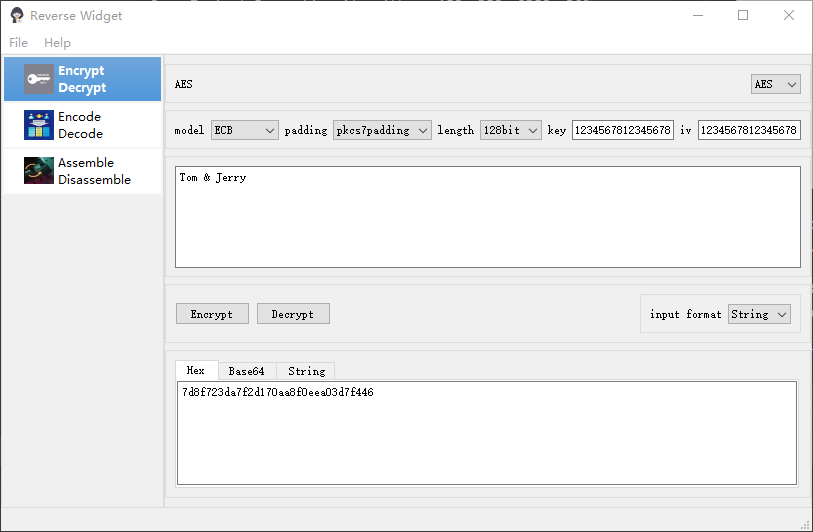 Reverse Widget
File Help
Encrypt
Decrypt
Encode
Decode
Assemble
Disassemble
AES AES
model ECB padding pkcs7padding length 128bit key 1234567812345678 iv 1234567812345678
Tom & Jerry
Encrypt Decrypt input format String
Hex Base64 String
7d8f723da7f2d170aa8f0eea03d7f446